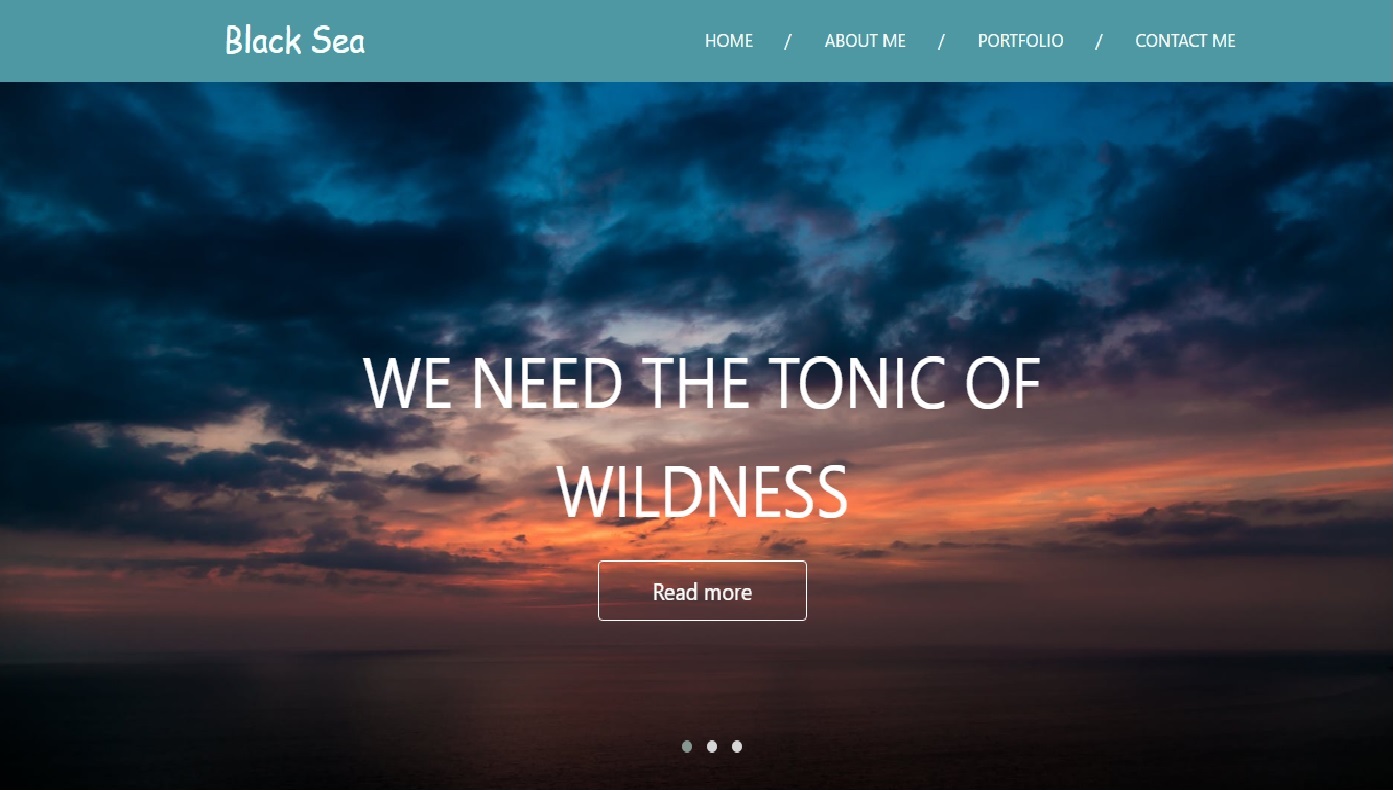 Black Sea
HOME / ABOUT ME / PORTFOLIO / CONTACT ME
WE NEED THE TONIC OF
WILDNESS
Read more